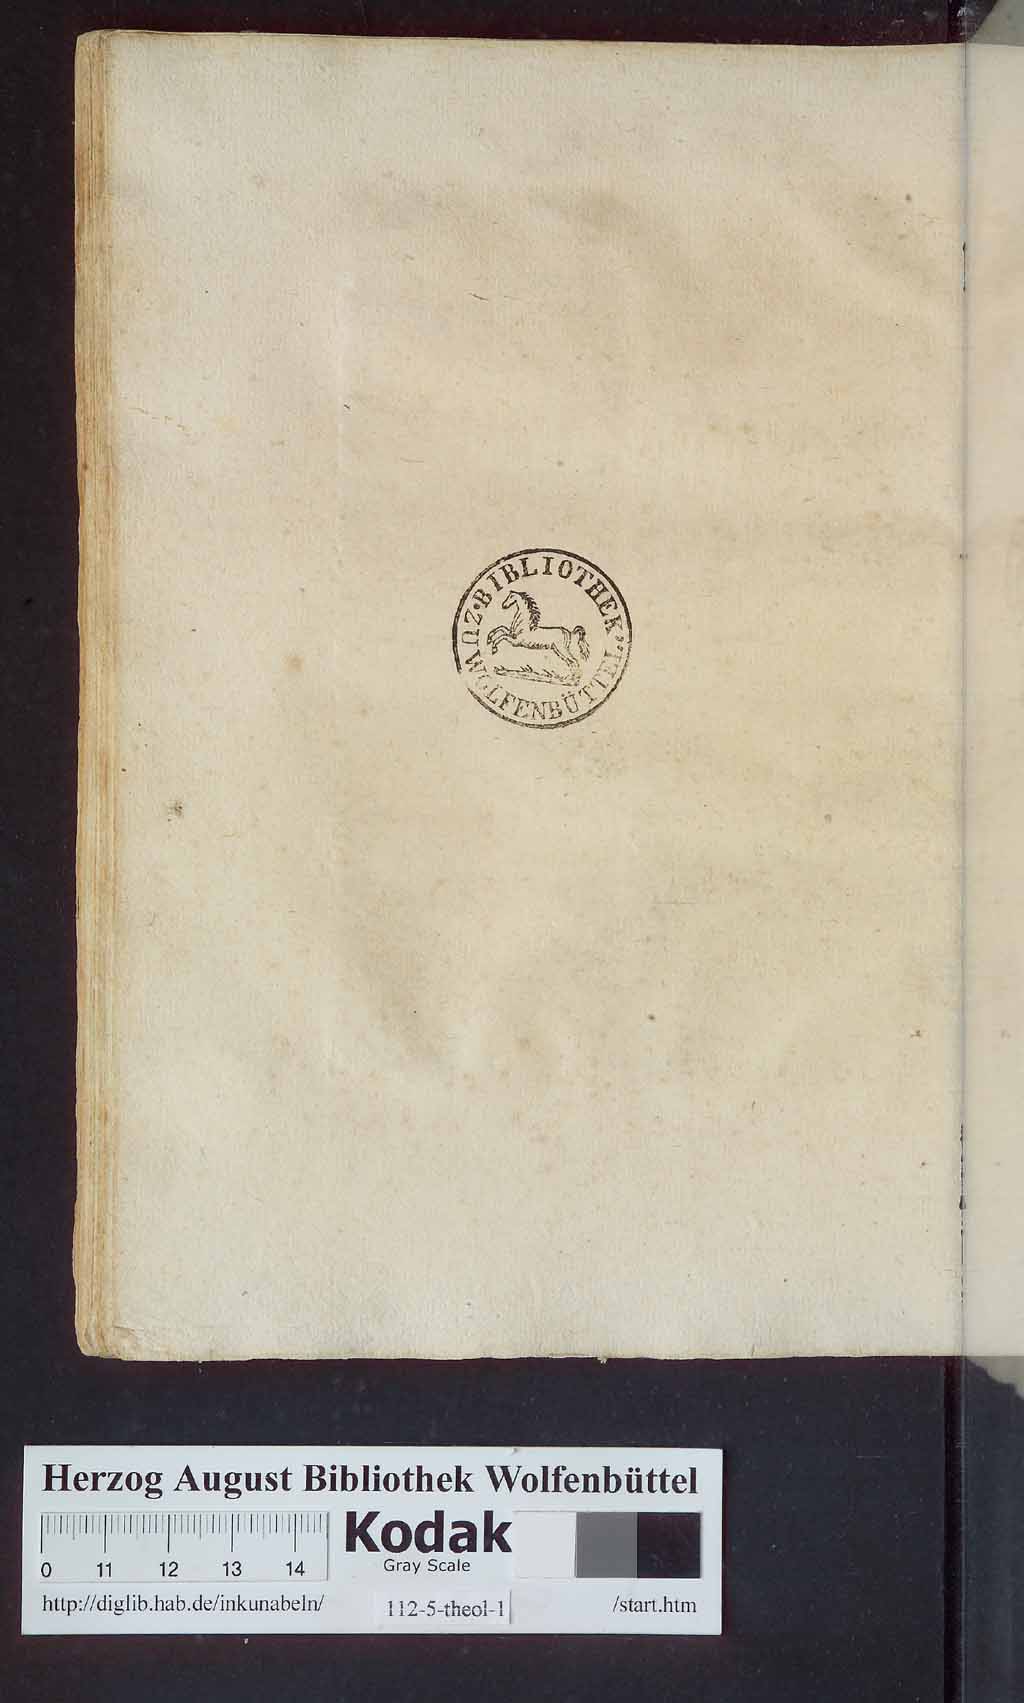 BIBLIOTHEK·
ZU WOLFENBÜTTEL·
Herzog August Bibliothek Wolfenbüttel
Kodak
Gray Scale
0 11 12 13 14
http://diglib.hab.de/inkunabeln/ 112-5-theol-1 /start.htm